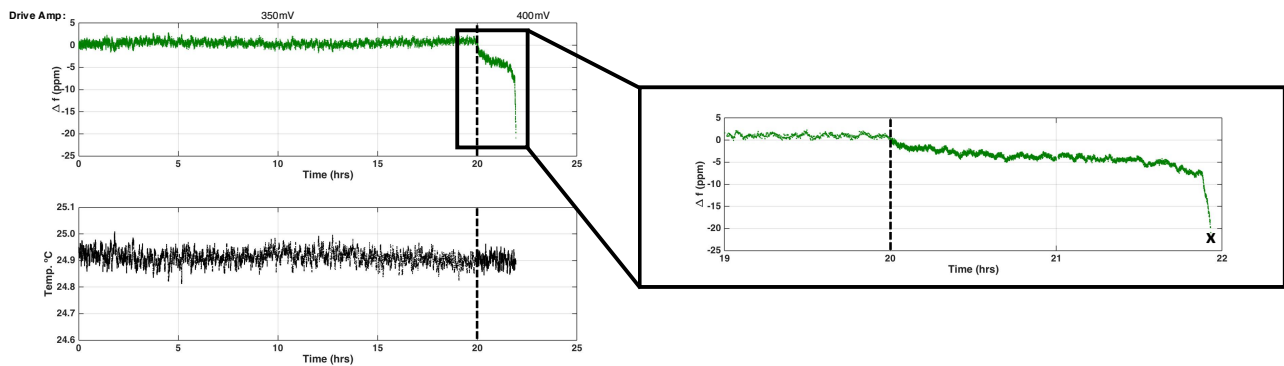 Drive Amp: 350mV 400mV
5
0
-5
-10
-15
-20
-25
Δ f (ppm)
0 5 10 15 20 25
Time (hrs)
25.1
25.0
24.9
24.8
24.7
24.6
Temp. °C
0 5 10 15 20 25
Time (hrs)
5
0
-5
-10
-15
-20
-25
Δ f (ppm)
X
19 20 21 22
Time (hrs)